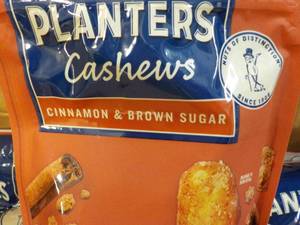 PLANTERS
Cashews
CINNAMON & BROWN SUGAR
NUTS OF DISTINCTION
SINCE 1906